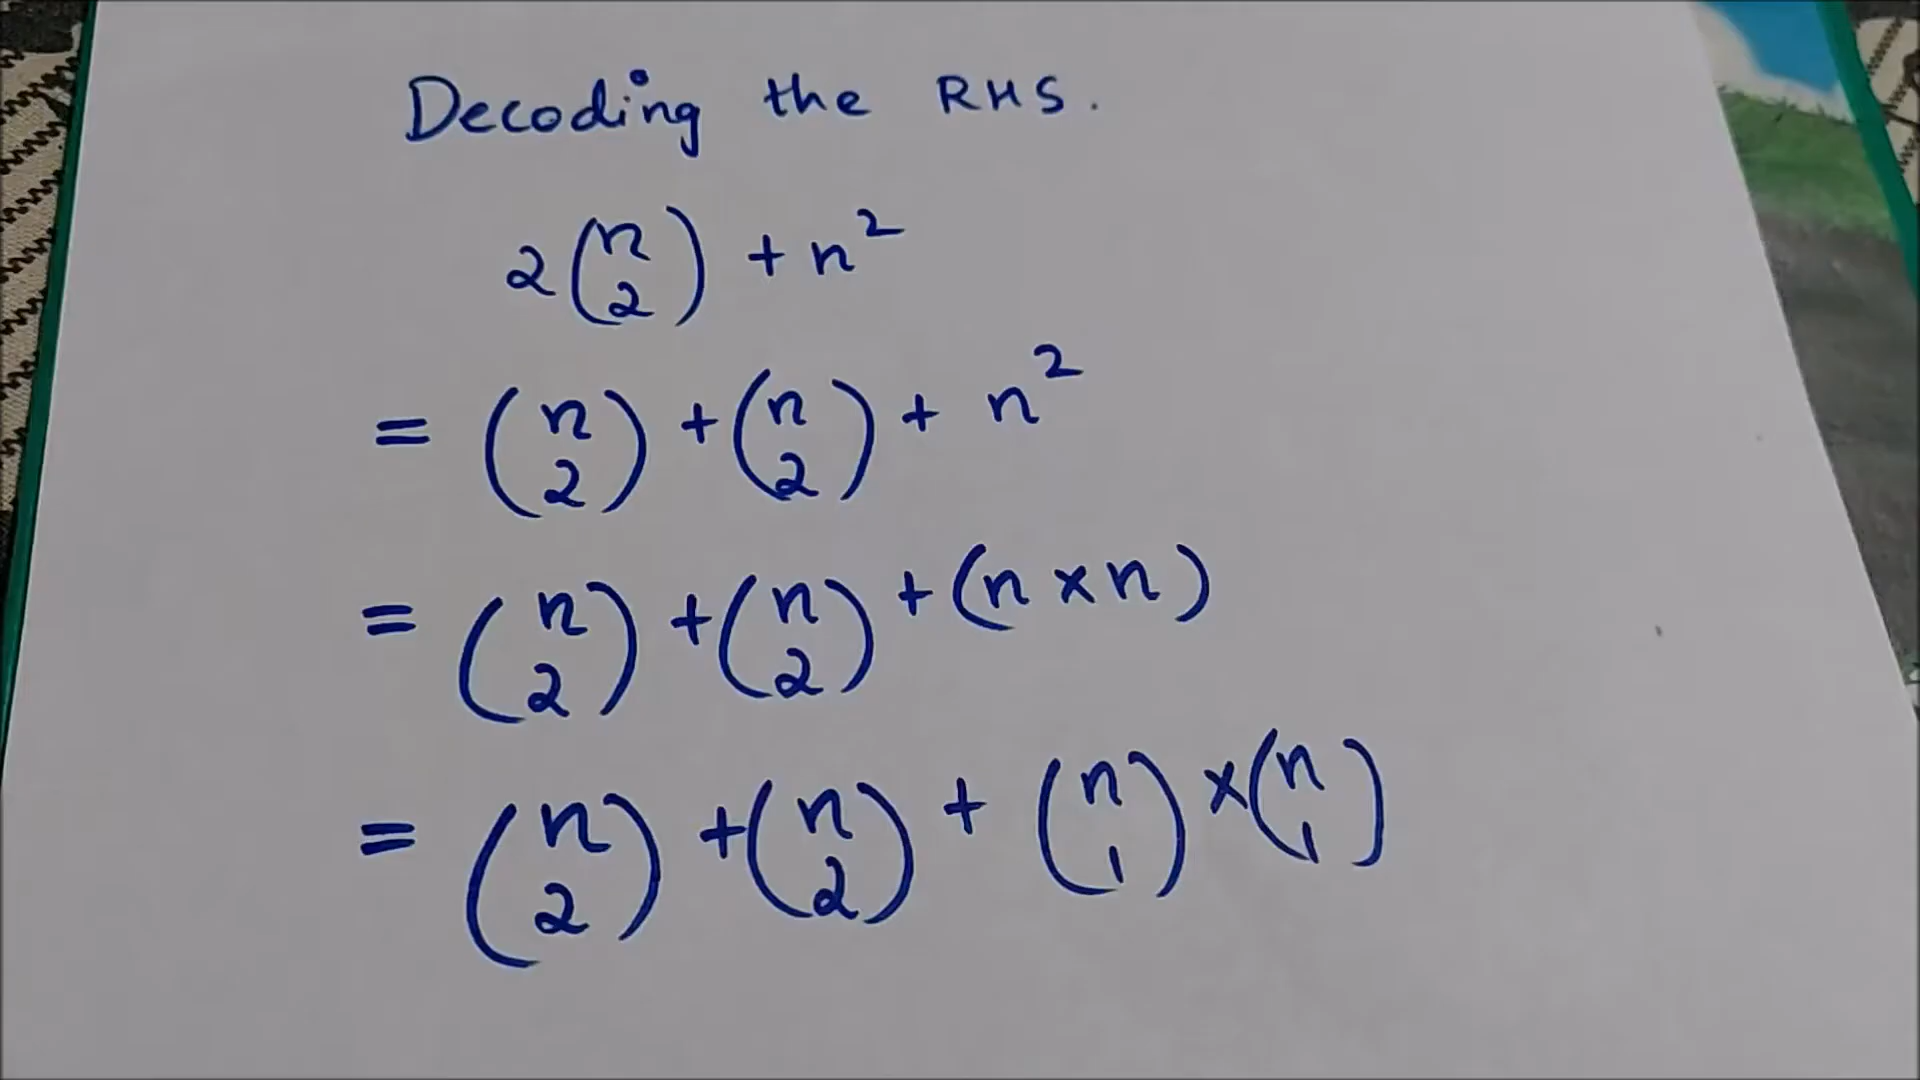 Decoding the RHS.
2(n 2) + n²
= (n 2) + (n 2) + n²
= (n 2) + (n 2) + (n × n)
= (n 2) + (n 2) + (n 1) × (n 1)